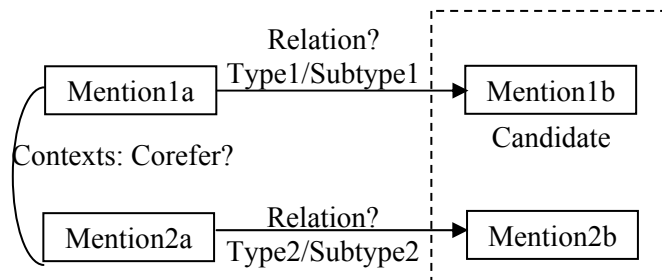 Relation?
Mention1a
Type1/Subtype1
Mention1b
Candidate
Contexts: Corefer?
Relation?
Mention2a
Type2/Subtype2
Mention2b